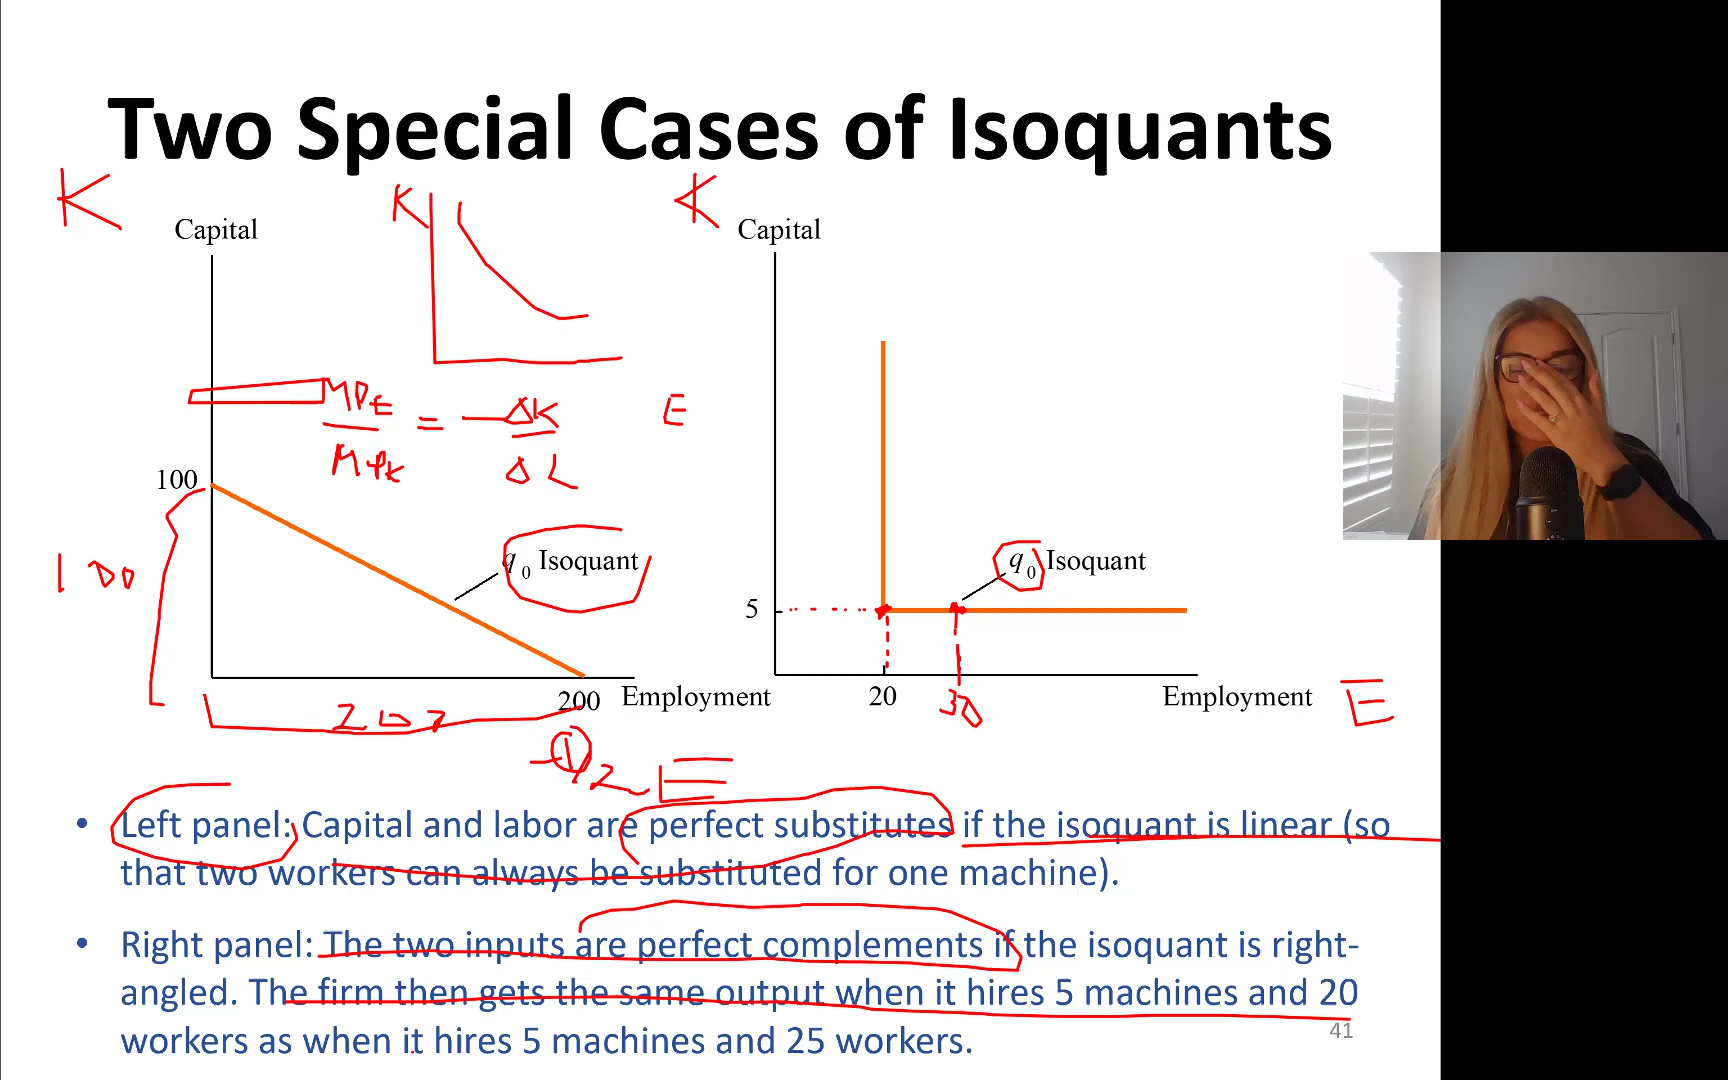 Two Special Cases of Isoquants
K
K
K
Capital
Capital
MPE
= -ΔK
E
MPK
ΔL
100
100
q0 Isoquant
q0 Isoquant
5
200
Employment
20
30
Employment
E
200
-1/2
E
• Left panel: Capital and labor are perfect substitutes if the isoquant is linear (so
that two workers can always be substituted for one machine).
• Right panel: The two inputs are perfect complements if the isoquant is right-
angled. The firm then gets the same output when it hires 5 machines and 20
workers as when it hires 5 machines and 25 workers.
41